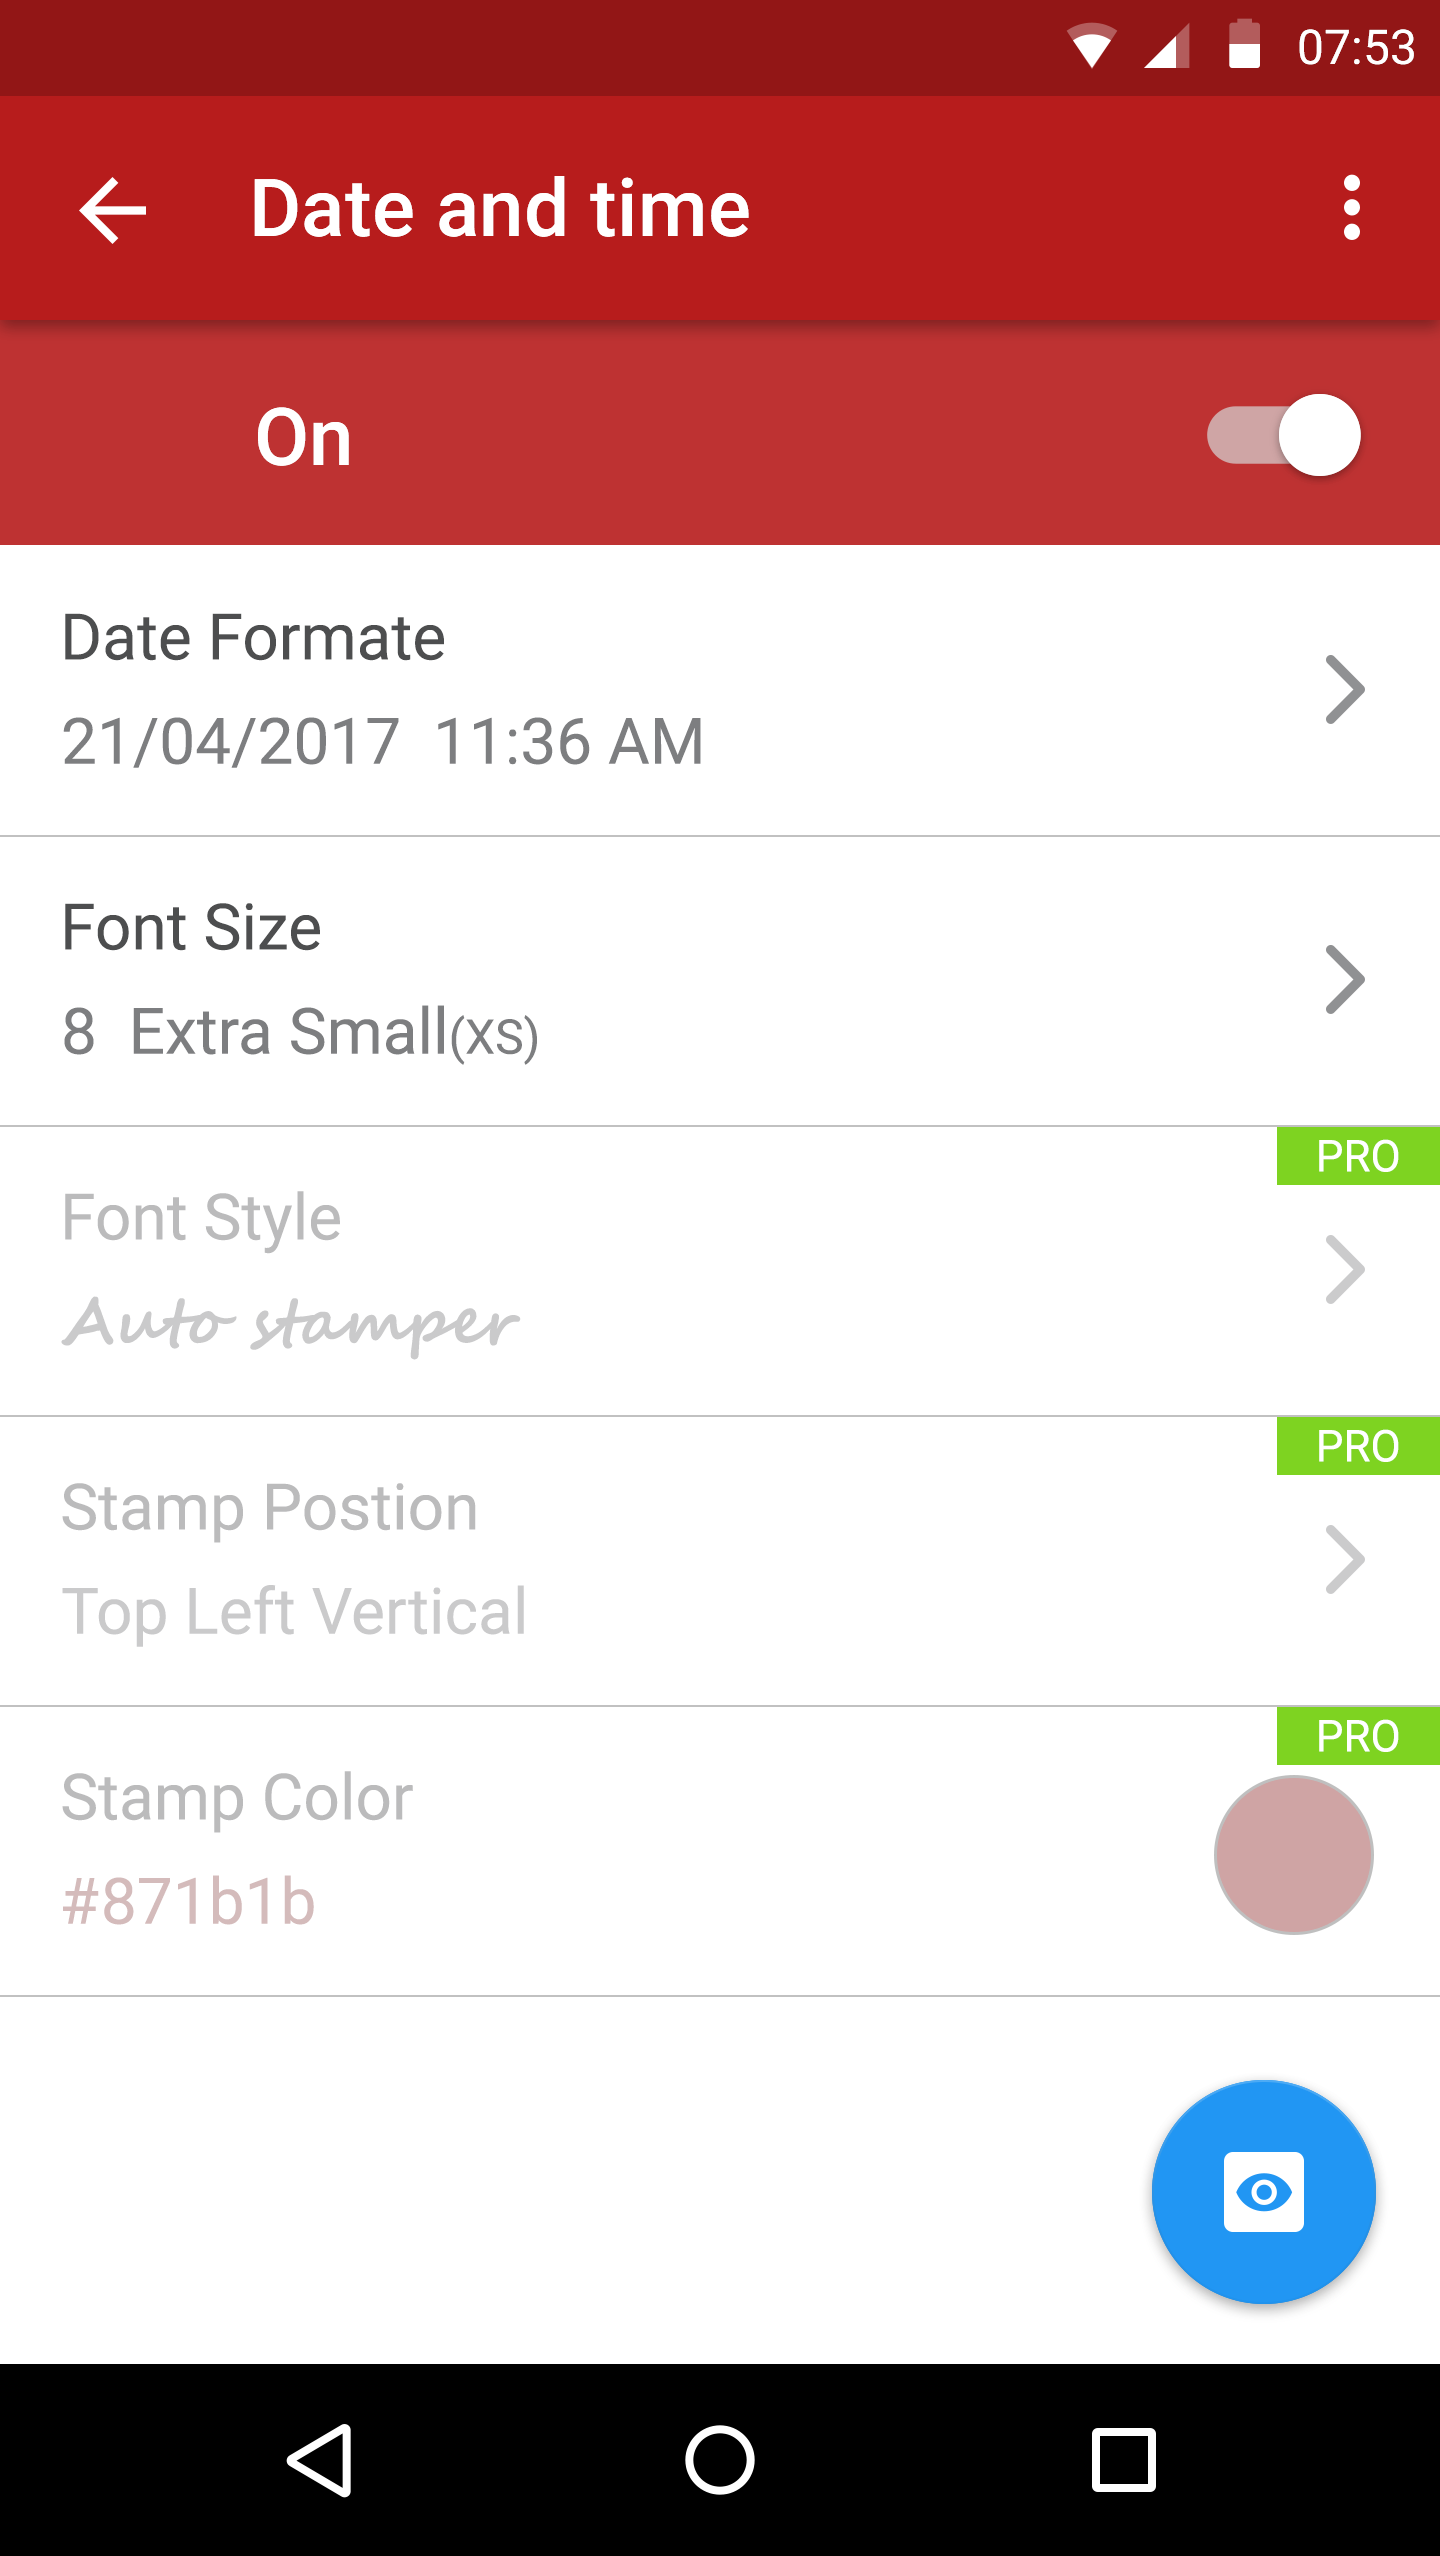 07:53
Date and time
On
Date Formate
21/04/2017  11:36 AM
Font Size
8  Extra Small(XS)
PRO
Font Style
Auto stamper
PRO
Stamp Postion
Top Left Vertical
PRO
Stamp Color
#871b1b